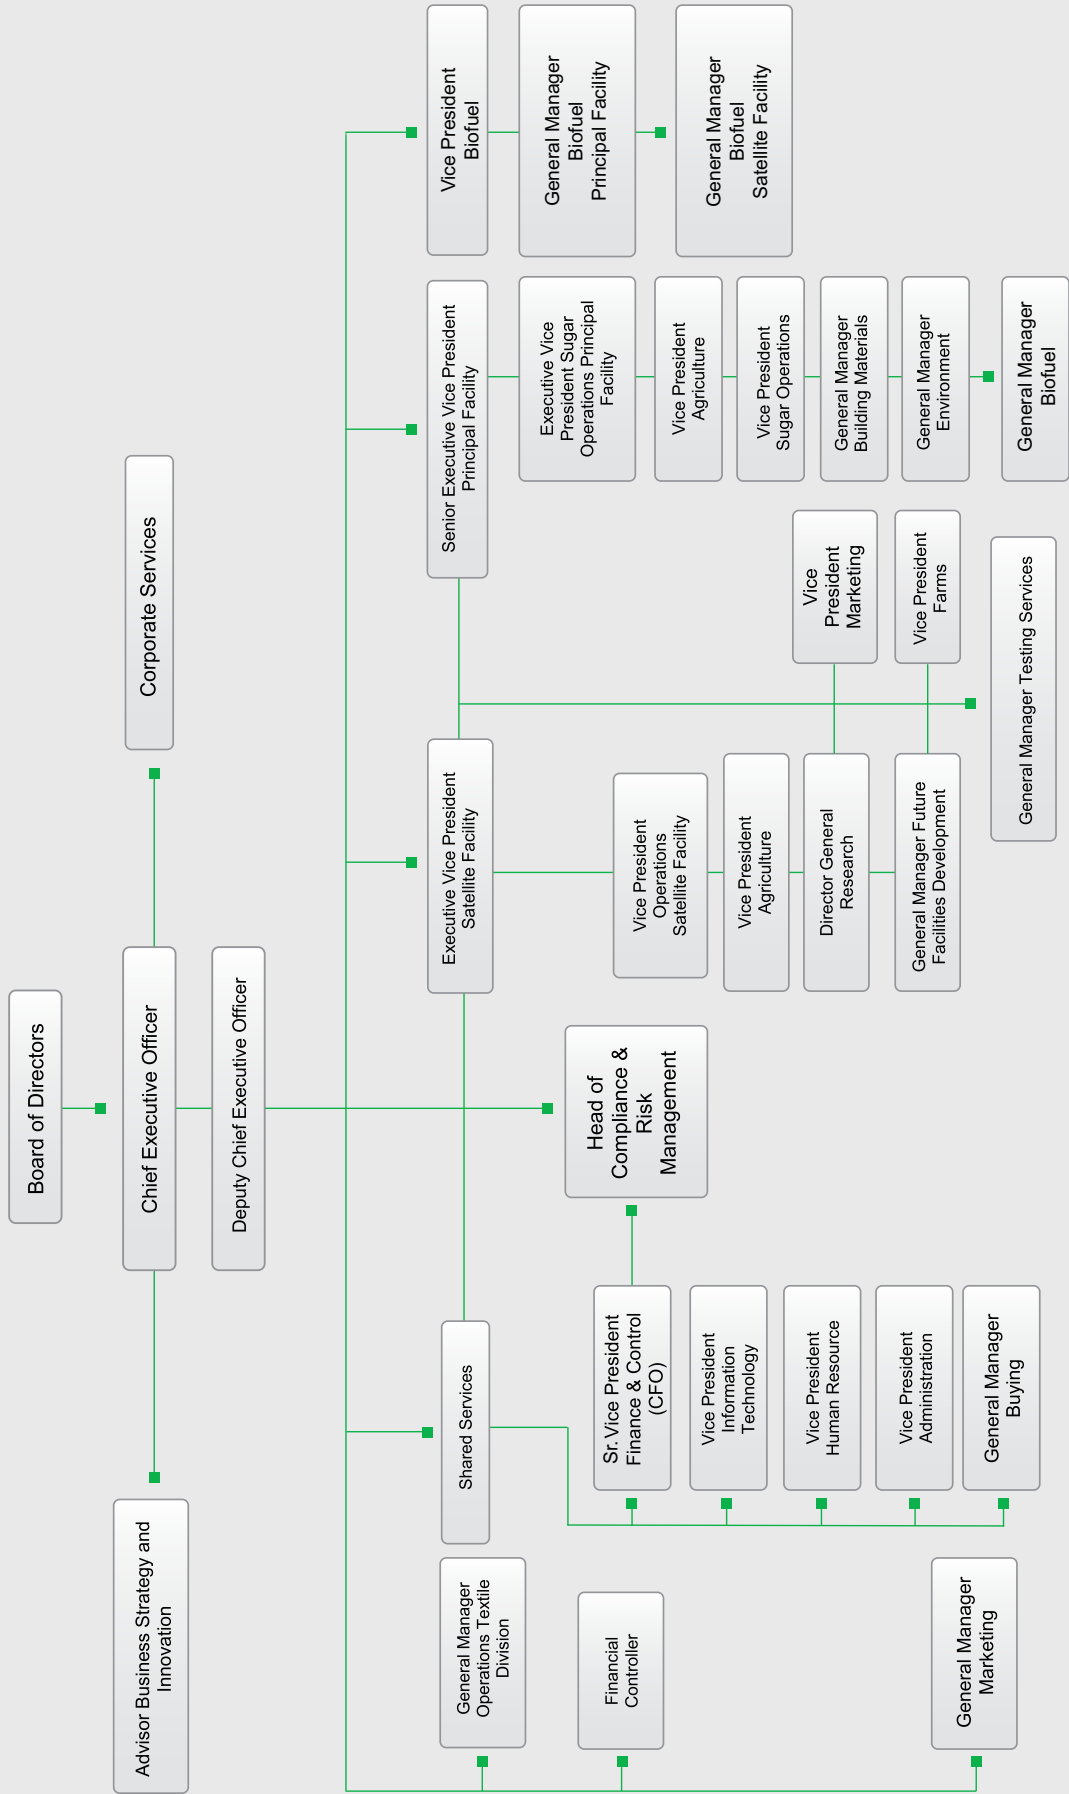 Board of Directors
Advisor Business Strategy and
Innovation
Chief Executive Officer
Corporate Services
Deputy Chief Executive Officer
General Manager
Operations Textile
Division
Financial
Controller
General Manager
Marketing
Shared Services
Sr. Vice President
Finance & Control
(CFO)
Vice President
Information
Technology
Vice President
Human Resource
Vice President
Administration
General Manager
Buying
Head of
Compliance &
Risk
Management
Executive Vice President
Satellite Facility
Vice President
Operations
Satellite Facility
Vice President
Agriculture
Director General
Research
General Manager Future
Facilities Development
Vice
President
Marketing
Vice President
Farms
General Manager Testing Services
Senior Executive Vice President
Principal Facility
Executive Vice
President Sugar
Operations Principal
Facility
Vice President
Agriculture
Vice President
Sugar Operations
General Manager
Building Materials
General Manager
Environment
General Manager
Biofuel
Vice President
Biofuel
General Manager
Biofuel
Principal Facility
General Manager
Biofuel
Satellite Facility